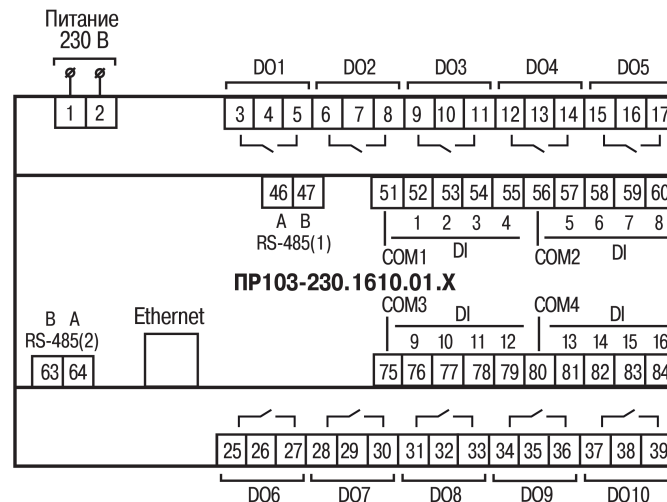 Питание
230 В
DO1 DO2 DO3 DO4 DO5
1 2 3 4 5 6 7 8 9 10 11 12 13 14 15 16 17
46 47 51 52 53 54 55 56 57 58 59 60
A B 1 2 3 4 5 6 7 8
RS-485(1) COM1 DI COM2 DI
ПР103-230.1610.01.X
B A Ethernet COM3 DI COM4 DI
RS-485(2) 9 10 11 12 13 14 15 16
63 64 75 76 77 78 79 80 81 82 83 84
25 26 27 28 29 30 31 32 33 34 35 36 37 38 39
DO6 DO7 DO8 DO9 DO10